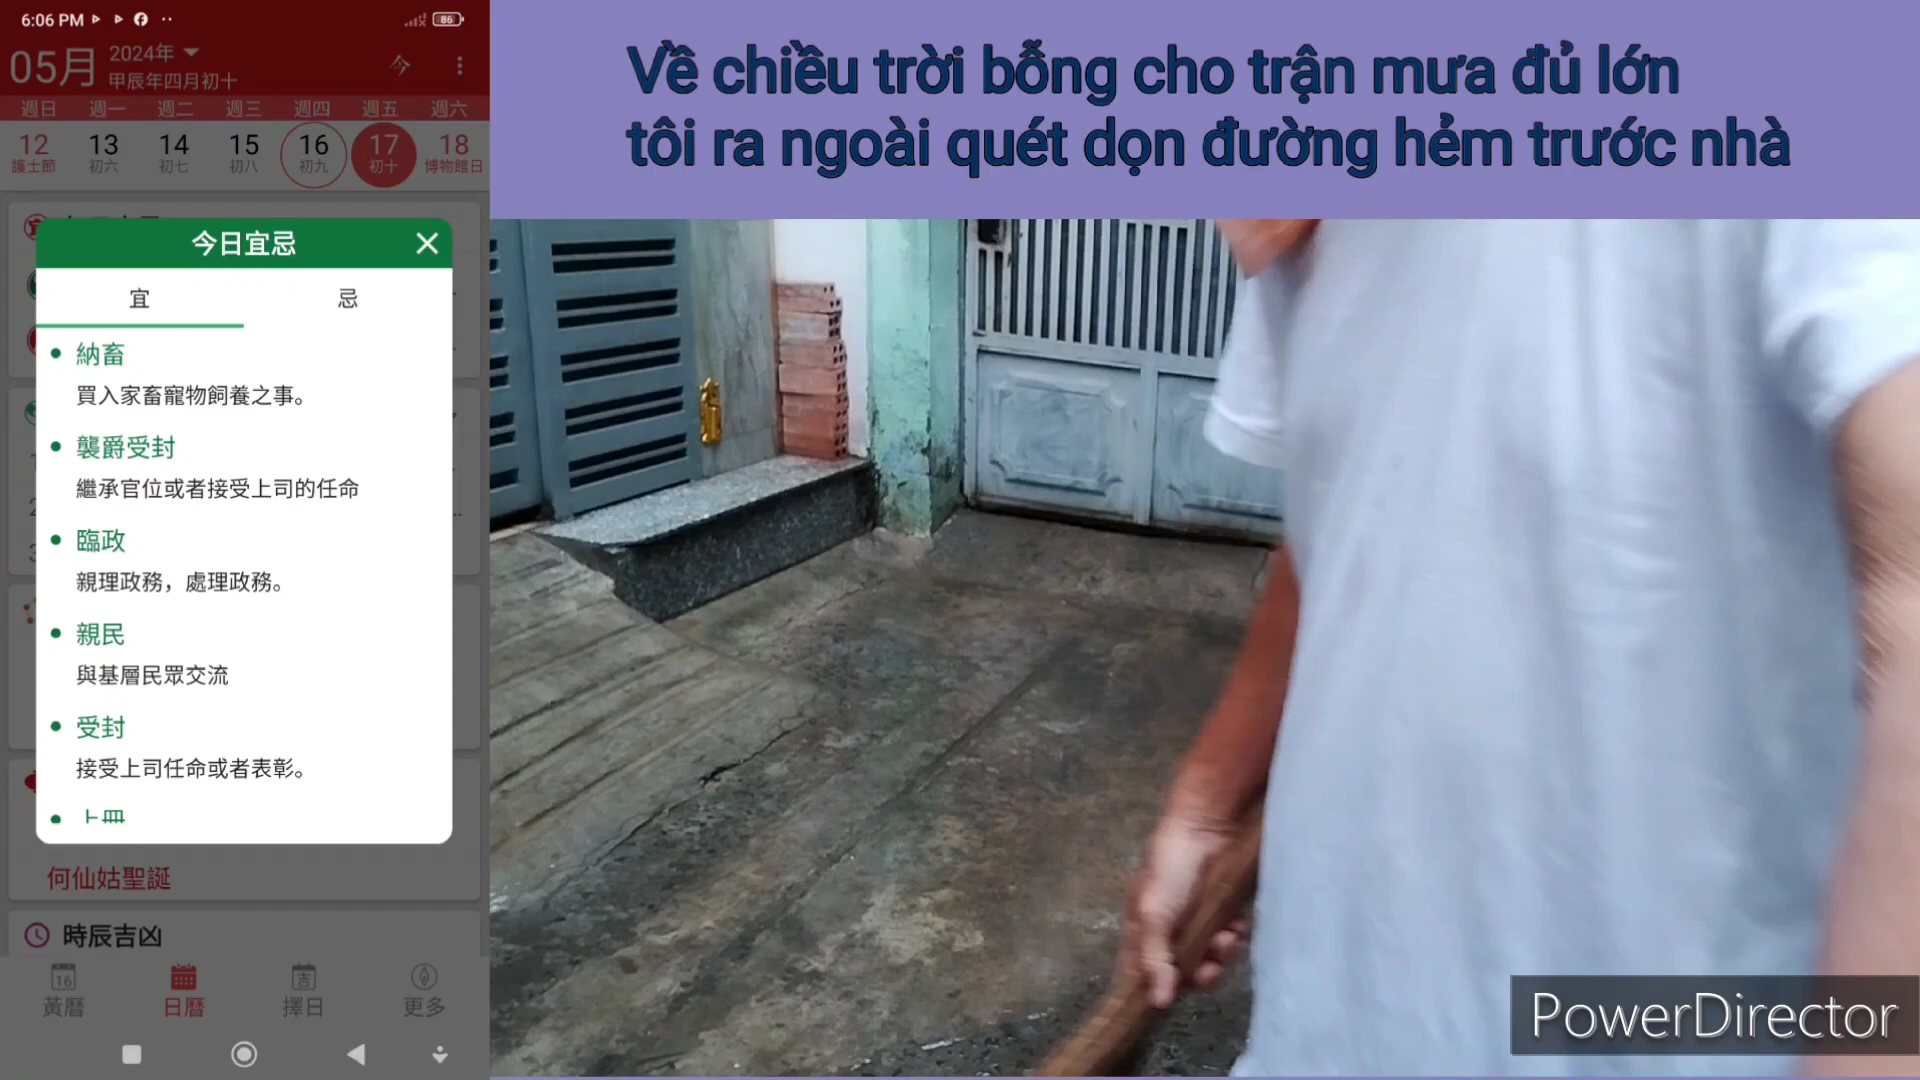 6:06 PM
86
05月
2024年
甲辰年四月初十
今
週日 週一 週二 週三 週四 週五 週六
12 13 14 15 16 17 18
護士節 初六 初七 初八 初九 初十 博物館日
今日宜忌
宜 忌
納畜
買入家畜寵物飼養之事。
襲爵受封
繼承官位或者接受上司的任命
臨政
親理政務，處理政務。
親民
與基層民眾交流
受封
接受上司任命或者表彰。
何仙姑聖誕
時辰吉凶
16 吉
黃曆 日曆 擇日 更多
Về chiều trời bỗng cho trận mưa đủ lớn
tôi ra ngoài quét dọn đường hẻm trước nhà
PowerDirector